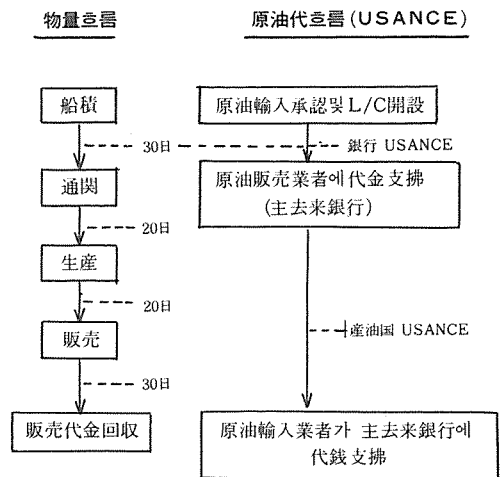 物量흐름
原油代흐름(USANCE)
船積
原油輸入承認및L/C開設
30日
銀行 USANCE
通関
原油販売業者에代金支拂
(主去来銀行)
20日
生産
20日
販売
産油国 USANCE
30日
販売代金回収
原油輸入業者가 主去来銀行에
代銭支拂